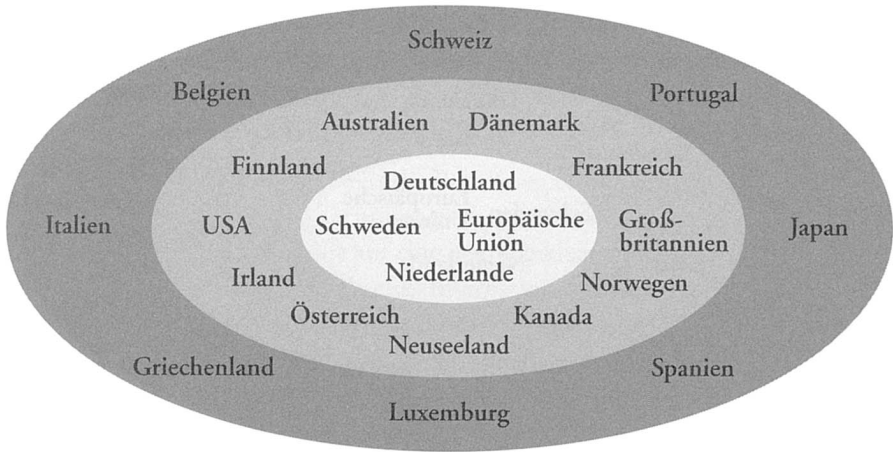 Schweiz
Belgien
Portugal
Australien
Dänemark
Finnland
Frankreich
Deutschland
Italien
USA
Schweden
Europäische
Union
Groß-
britannien
Japan
Irland
Niederlande
Norwegen
Österreich
Kanada
Neuseeland
Griechenland
Spanien
Luxemburg